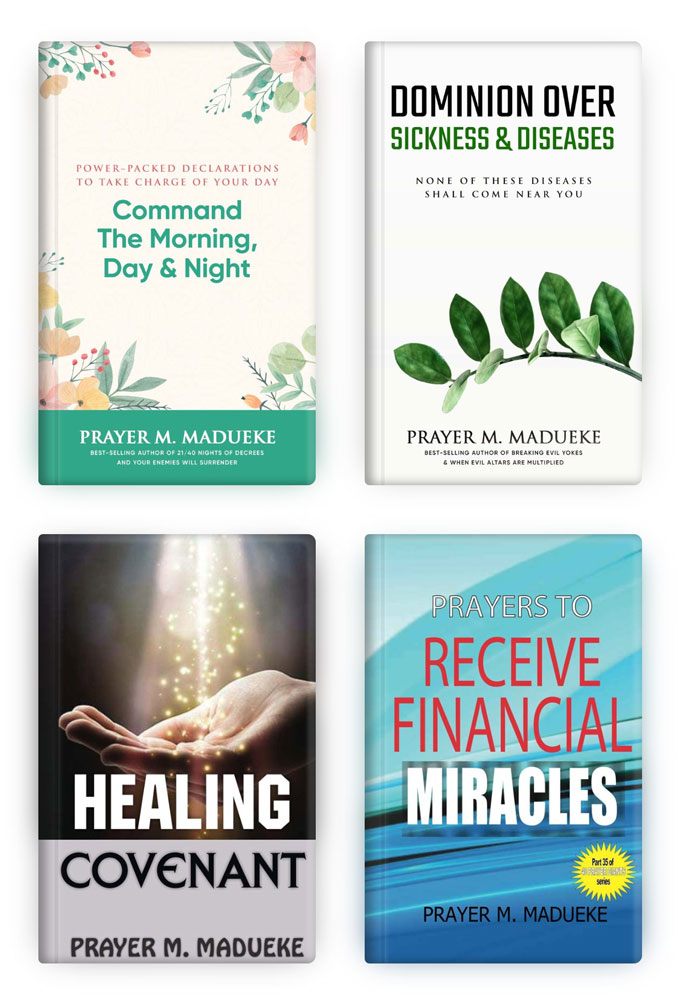 POWER-PACKED DECLARATIONS
TO TAKE CHARGE OF YOUR DAY
Command
The Morning,
Day & Night
PRAYER M. MADUEKE
BEST-SELLING AUTHOR OF 21/40 NIGHTS OF DECREES
AND YOUR ENEMIES WILL SURRENDER
DOMINION OVER
SICKNESS & DISEASES
NONE OF THESE DISEASES
SHALL COME NEAR YOU
PRAYER M. MADUEKE
BEST-SELLING AUTHOR OF BREAKING EVIL YOKES
& WHEN EVIL ALTARS ARE MULTIPLIED
HEALING
COVENANT
PRAYER M. MADUEKE
PRAYERS TO
RECEIVE
FINANCIAL
MIRACLES
Part 35 of
series
PRAYER M. MADUEKE